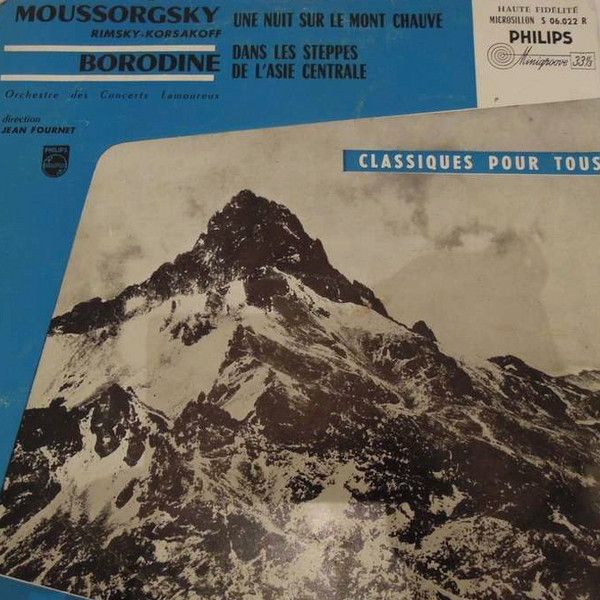 MOUSSORGSKY
RIMSKY-KORSAKOFF
UNE NUIT SUR LE MONT CHAUVE
BORODINE
DANS LES STEPPES
DE L'ASIE CENTRALE
Orchestre des Concerts Lamoureux
direction
JEAN FOURNET
PHILIPS
HAUTE FIDÉLITÉ
MICROSILLON S 06.022 R
PHILIPS
Minigroove 33⅓
CLASSIQUES POUR TOUS